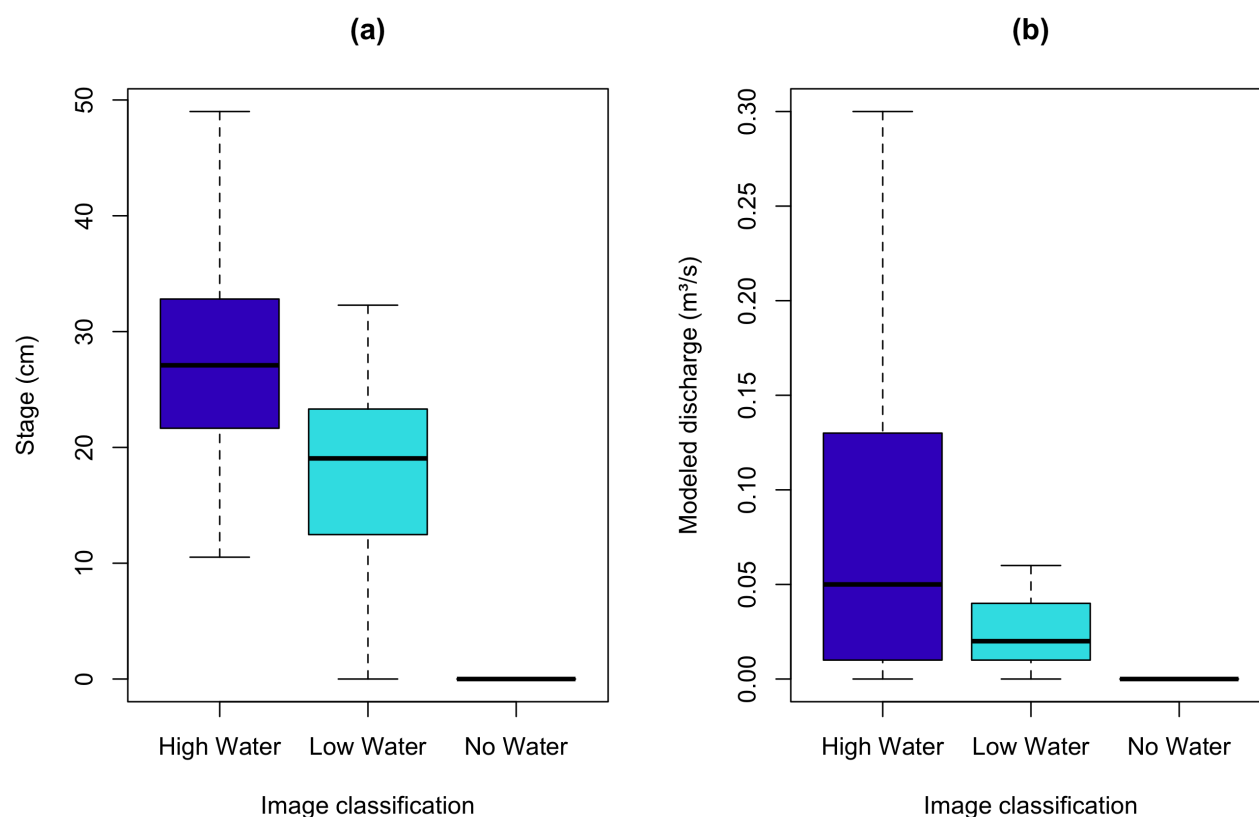 (a)
Stage (cm)
50
40
30
20
10
0
High Water Low Water No Water
Image classification
(b)
Modeled discharge (m³/s)
0.30
0.25
0.20
0.15
0.10
0.05
0.00
High Water Low Water No Water
Image classification